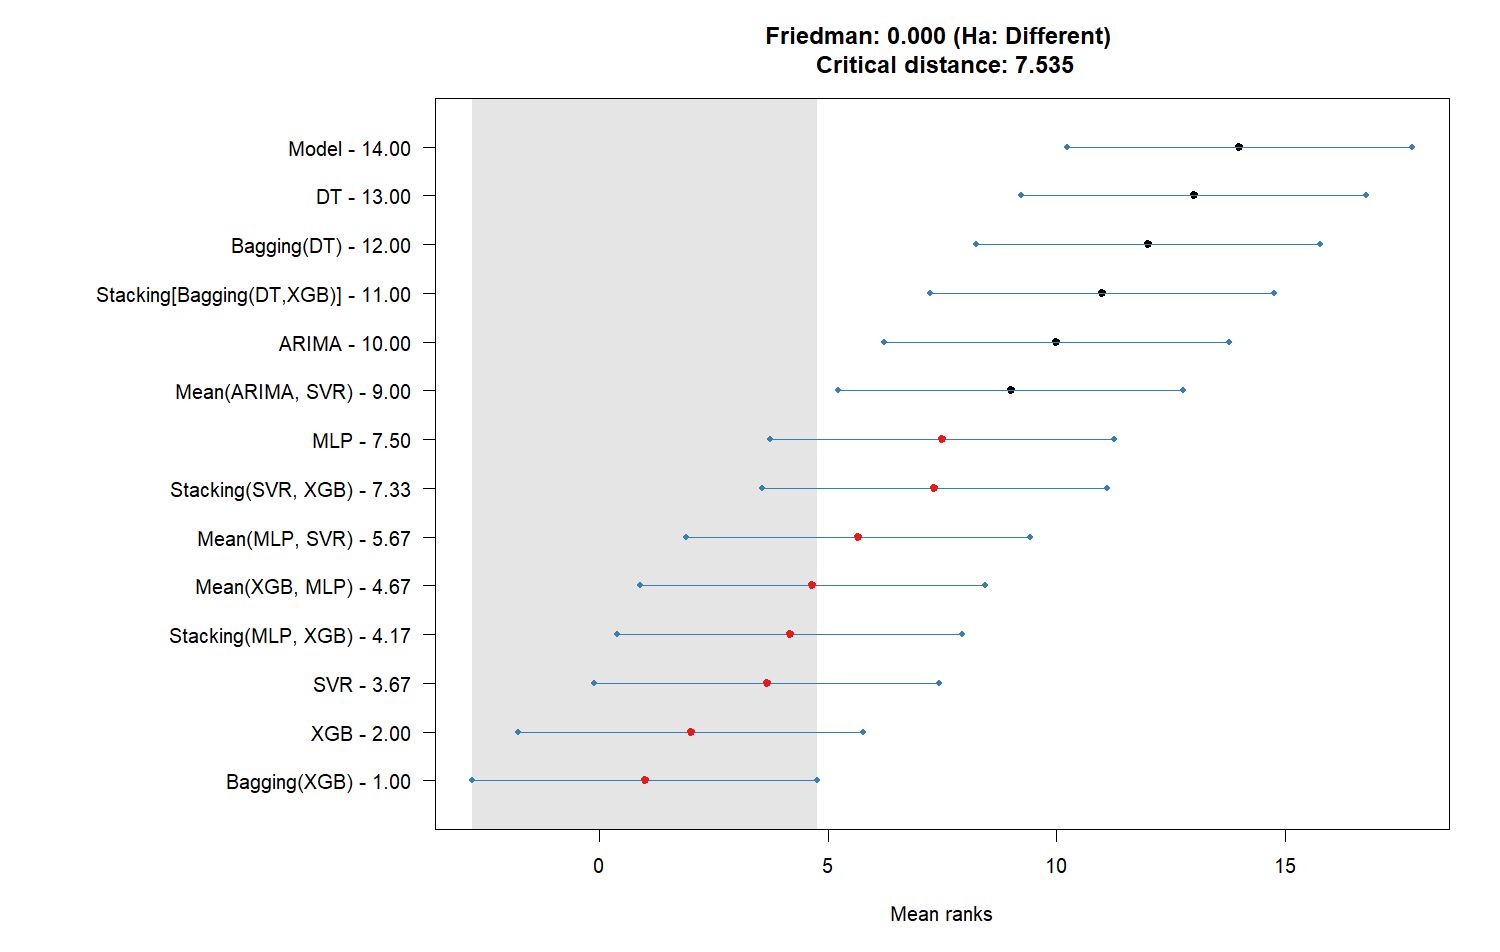 Friedman: 0.000 (Ha: Different)
Critical distance: 7.535
Model - 14.00
DT - 13.00
Bagging(DT) - 12.00
Stacking[Bagging(DT,XGB)] - 11.00
ARIMA - 10.00
Mean(ARIMA, SVR) - 9.00
MLP - 7.50
Stacking(SVR, XGB) - 7.33
Mean(MLP, SVR) - 5.67
Mean(XGB, MLP) - 4.67
Stacking(MLP, XGB) - 4.17
SVR - 3.67
XGB - 2.00
Bagging(XGB) - 1.00
0 5 10 15
Mean ranks